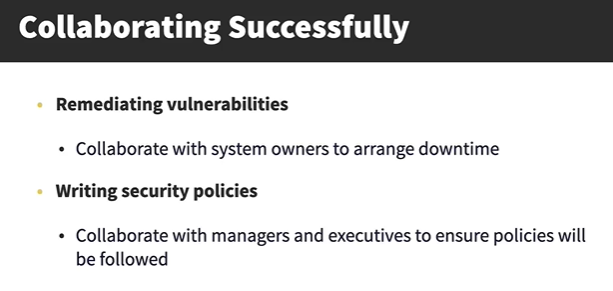 Collaborating Successfully
• Remediating vulnerabilities
• Collaborate with system owners to arrange downtime
• Writing security policies
• Collaborate with managers and executives to ensure policies will
be followed